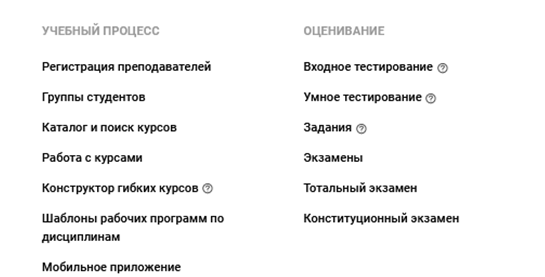 УЧЕБНЫЙ ПРОЦЕСС
Регистрация преподавателей
Группы студентов
Каталог и поиск курсов
Работа с курсами
Конструктор гибких курсов ?
Шаблоны рабочих программ по
дисциплинам
Мобильное приложение
ОЦЕНИВАНИЕ
Входное тестирование ?
Умное тестирование ?
Задания ?
Экзамены
Тотальный экзамен
Конституционный экзамен